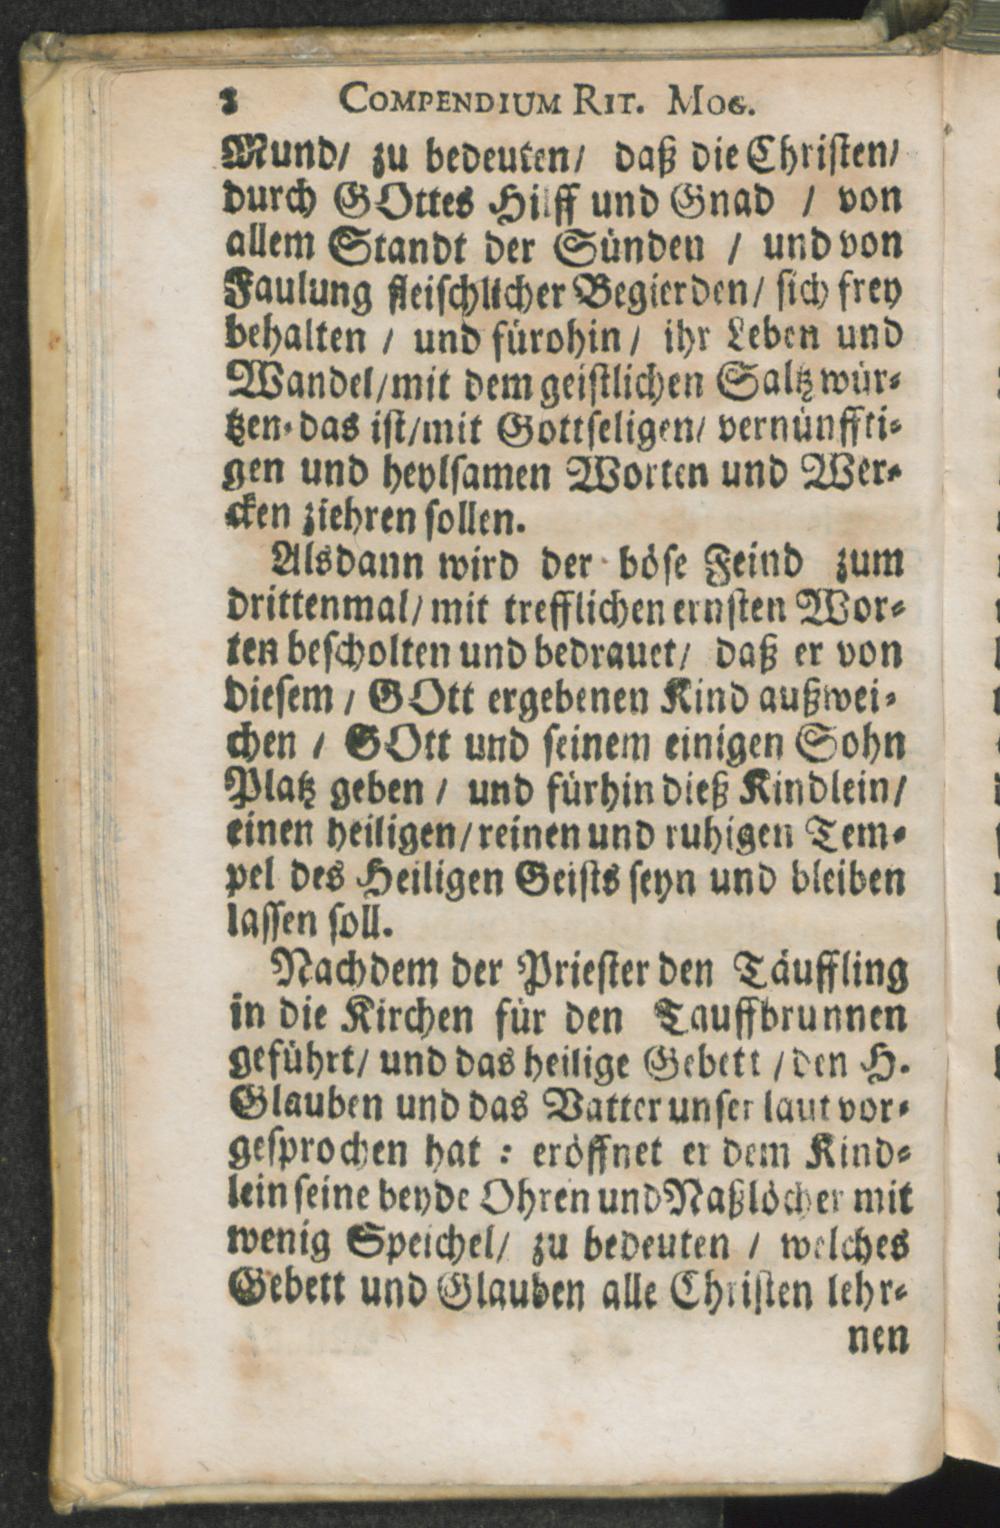 8 COMPENDIUM RIT. MOG.
Mund/ zu bedeuten/ daß die Christen/
durch GOttes Hilff und Gnad / von
allem Standt der Sünden / und von
Faulung fleischlicher Begierden/ sich frey
behalten / und fürohin / ihr Leben und
Wandel/mit dem geistlichen Saltz wür-
tzen. das ist/mit Gottseligen/ vernünffti-
gen und heylsamen Worten und Wer-
cken ziehren sollen.
Alsdann wird der böse Feind zum
drittenmal/ mit trefflichen ernsten Wor-
ten bescholten und bedrauet/ daß er von
diesem / GOtt ergebenen Kind außwei-
chen / GOtt und seinem einigen Sohn
Platz geben / und fürhin dieß Kindlein/
einen heiligen/reinen und ruhigen Tem-
pel des Heiligen Geists seyn und bleiben
lassen soll.
Nachdem der Priester den Täuffling
in die Kirchen für den Tauffbrunnen
geführt/ und das heilige Gebett / den H.
Glauben und das Vatter unser laut vor-
gesprochen hat : eröffnet er dem Kind-
lein seine beyde Ohren und Naßlöcher mit
wenig Speichel/ zu bedeuten / welches
Gebett und Glauben alle Christen lehr-
nen